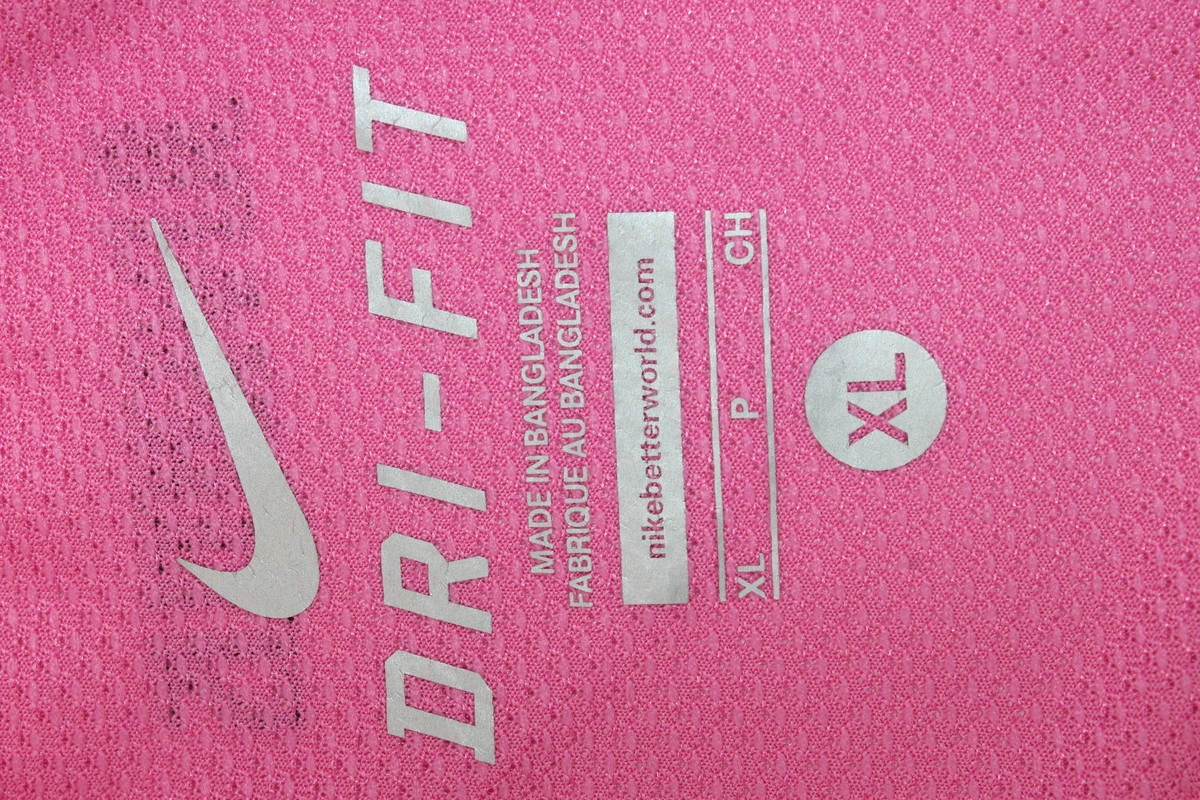 DRI-FIT
MADE IN BANGLADESH
FABRIQUE AU BANGLADESH
nikebetterworld.com
XL P CH
XL